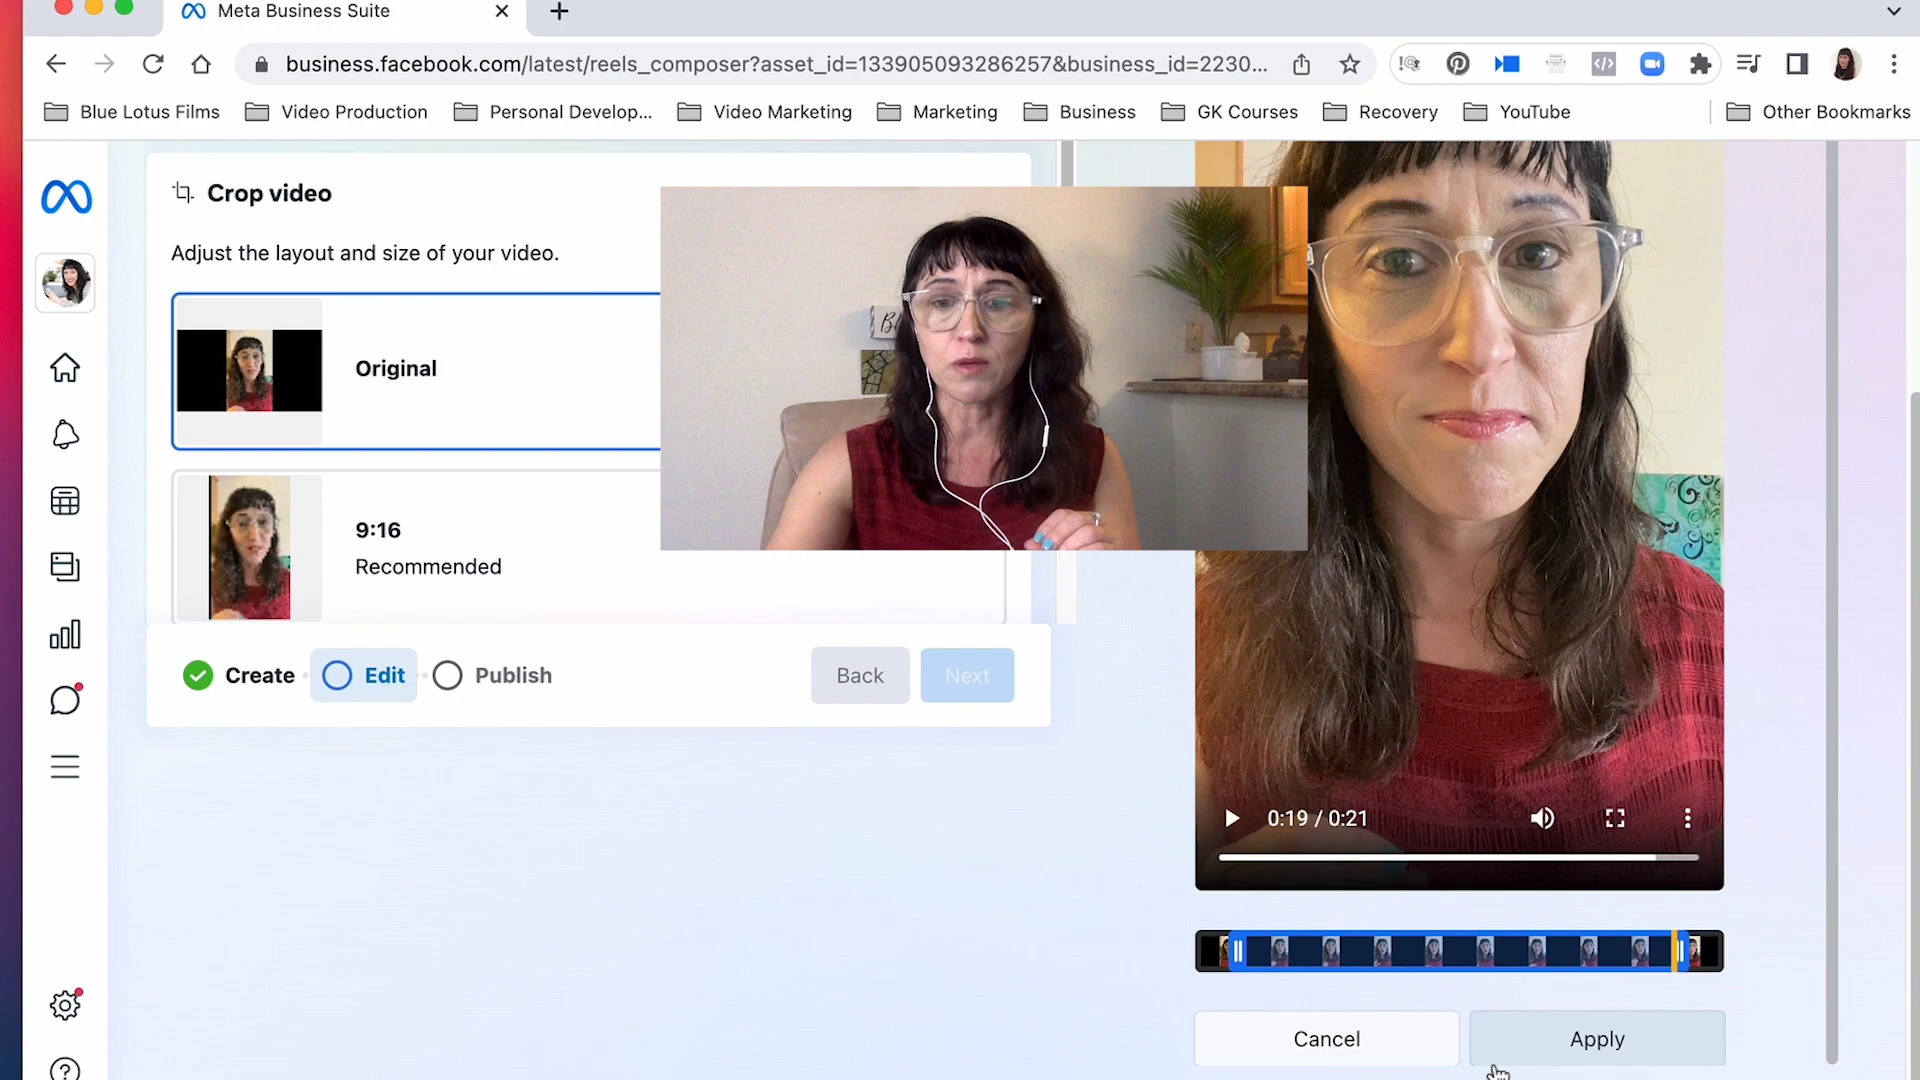 Meta Business Suite
business.facebook.com/latest/reels_composer?asset_id=133905093286257&business_id=2230...
Blue Lotus Films
Video Production
Personal Develop...
Video Marketing
Marketing
Business
GK Courses
Recovery
YouTube
Other Bookmarks
Crop video
Adjust the layout and size of your video.
Original
9:16
Recommended
Create
Edit
Publish
Back
Next
0:19 / 0:21
Cancel
Apply